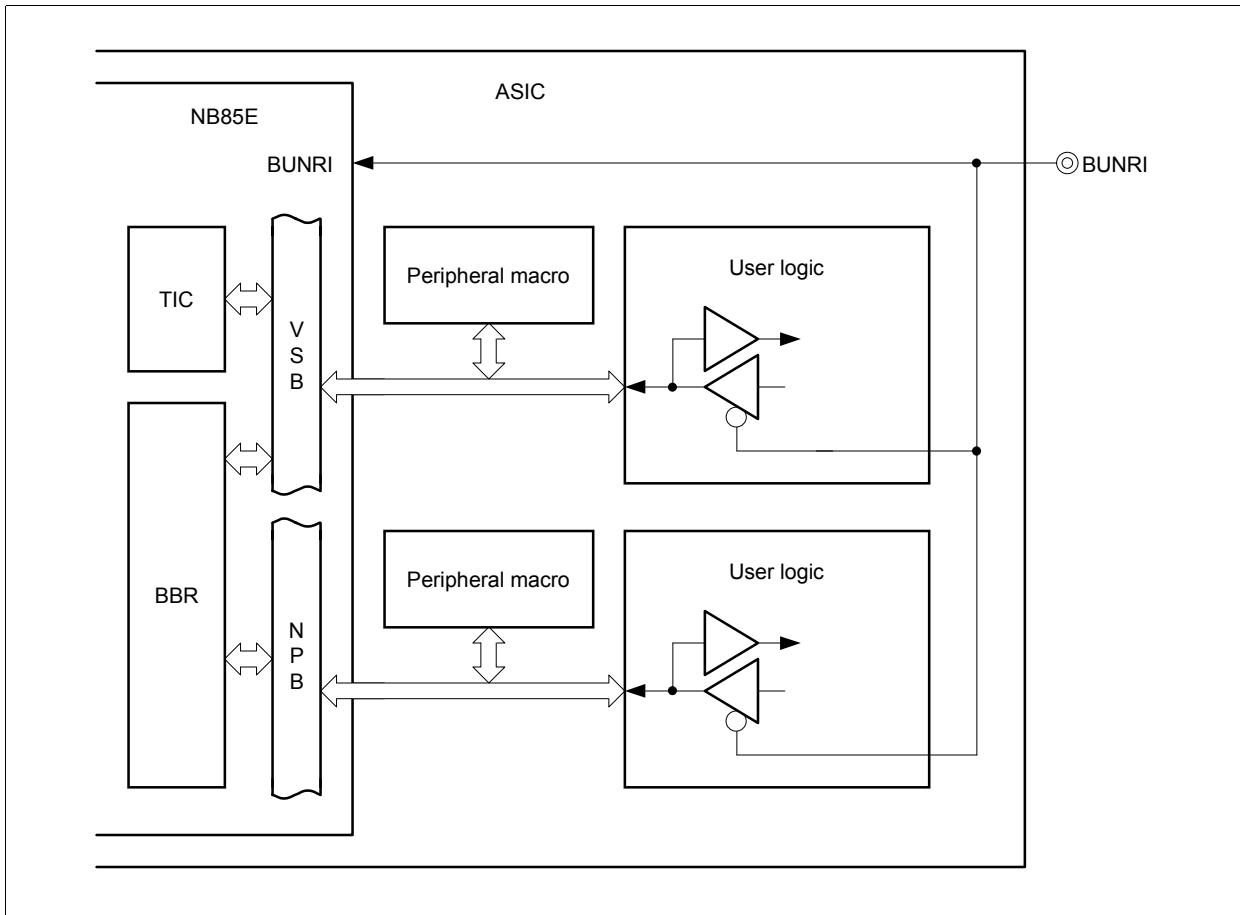 ASIC
NB85E
BUNRI
BUNRI
TIC
V
S
B
Peripheral macro
User logic
BBR
N
P
B
Peripheral macro
User logic